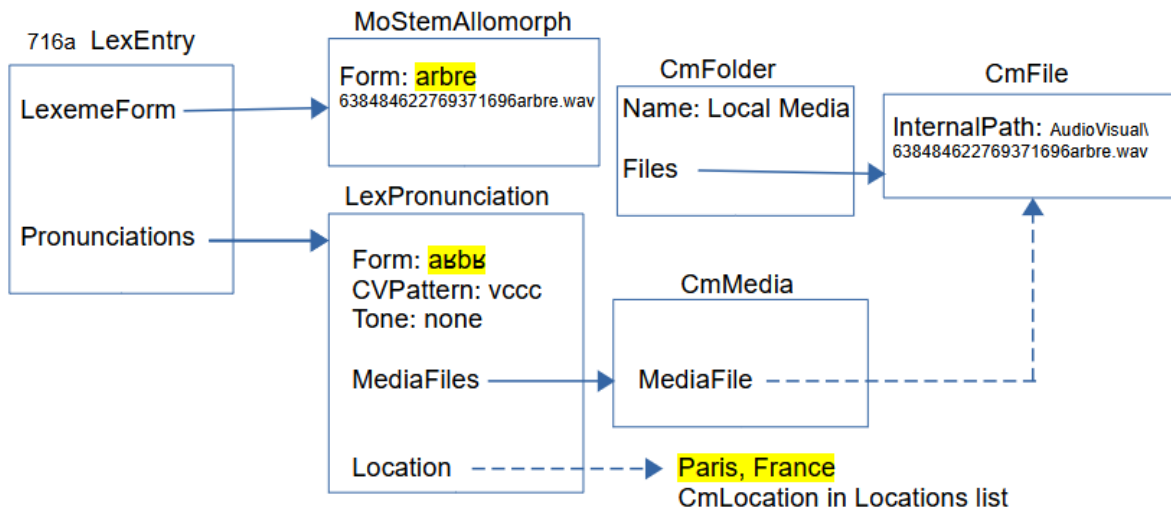 716a LexEntry
LexemeForm
Pronunciations
MoStemAllomorph
Form: arbre
638484622769371696arbre.wav
LexPronunciation
Form: aʁbʁ
CVPattern: vccc
Tone: none
MediaFiles
Location
CmFolder
Name: Local Media
Files
CmFile
InternalPath: AudioVisual\
638484622769371696arbre.wav
CmMedia
MediaFile
Paris, France
CmLocation in Locations list